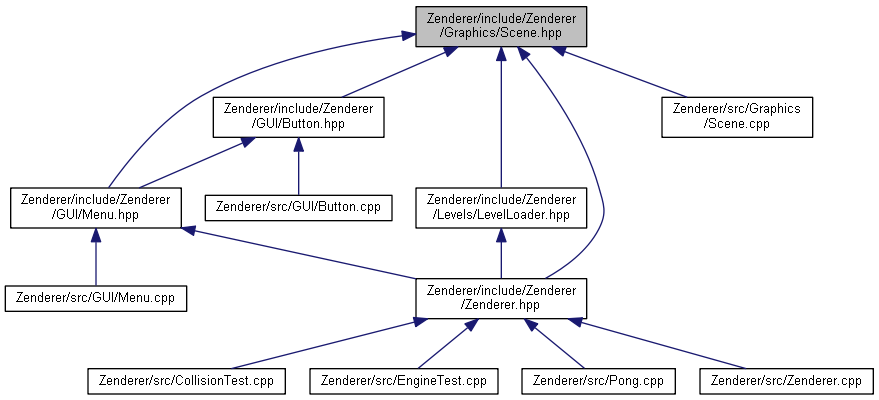 Zenderer/include/Zenderer
/Graphics/Scene.hpp
Zenderer/include/Zenderer
/GUI/Button.hpp
Zenderer/src/Graphics
/Scene.cpp
Zenderer/include/Zenderer
/GUI/Menu.hpp
Zenderer/src/GUI/Button.cpp
Zenderer/include/Zenderer
/Levels/LevelLoader.hpp
Zenderer/src/GUI/Menu.cpp
Zenderer/include/Zenderer
/Zenderer.hpp
Zenderer/src/CollisionTest.cpp
Zenderer/src/EngineTest.cpp
Zenderer/src/Pong.cpp
Zenderer/src/Zenderer.cpp